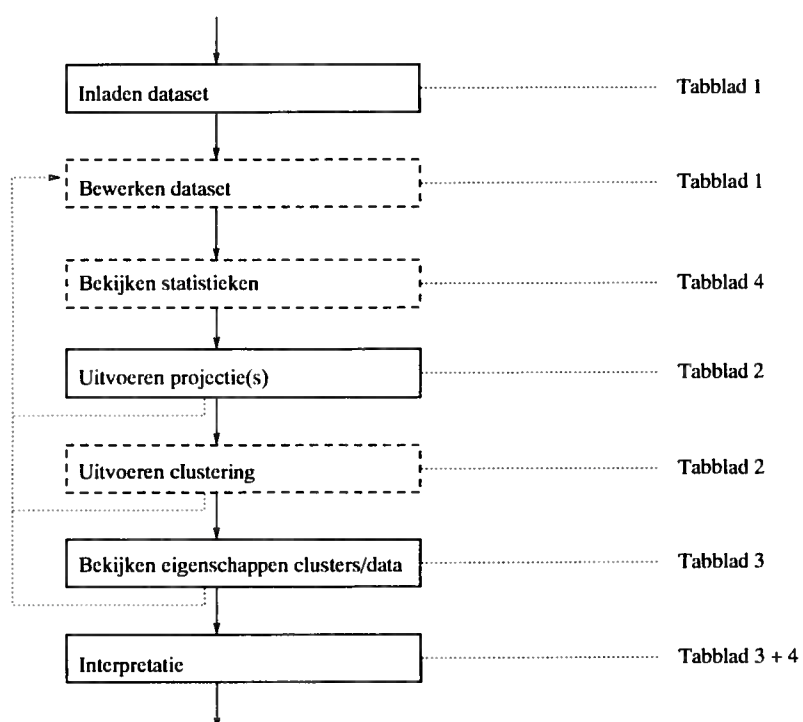 Inladen dataset
Tabblad 1
Bewerken dataset
Tabblad 1
Bekijken statistieken
Tabblad 4
Uitvoeren projectie(s)
Tabblad 2
Uitvoeren clustering
Tabblad 2
Bekijken eigenschappen clusters/data
Tabblad 3
Interpretatie
Tabblad 3 + 4